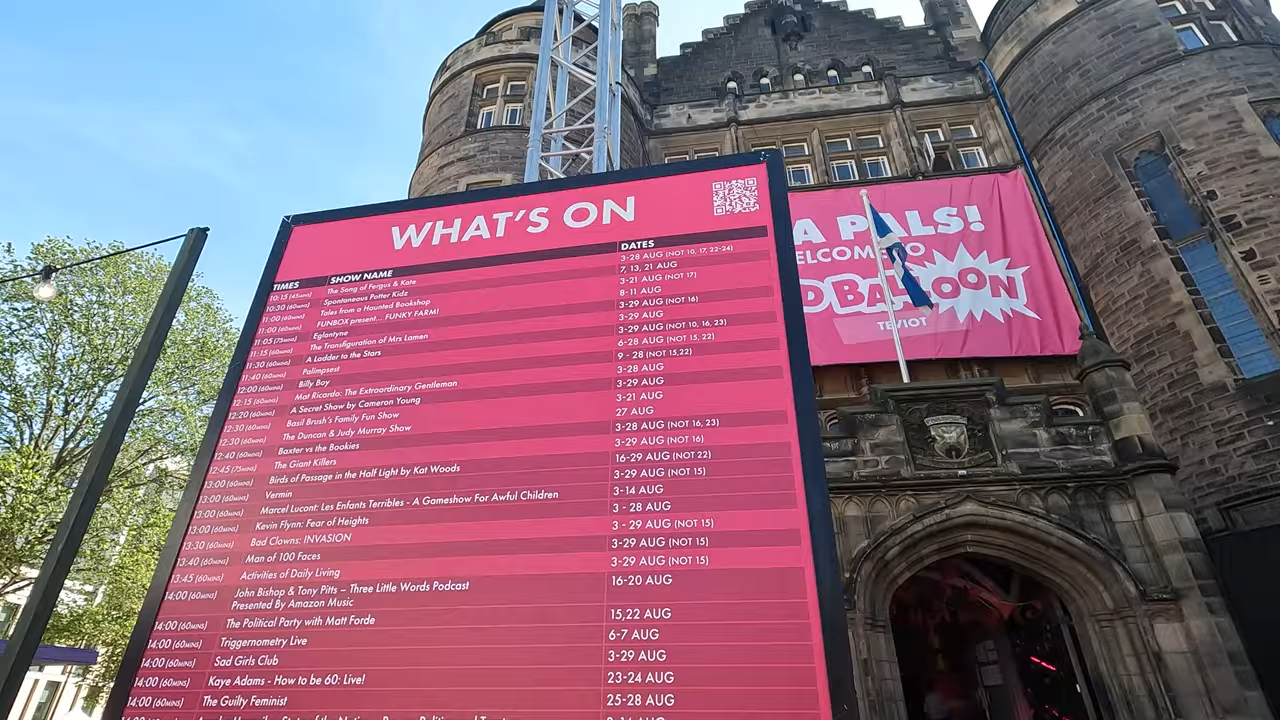 WHAT'S ON
TIMES SHOW NAME DATES
10:15 (45MINS) The Song of Fergus & Kate 3-28 AUG (NOT 10, 17, 22-24)
10:30 (60MINS) Spontaneous Potter Kidz 7, 13, 21 AUG
11:00 (60MINS) Tales from a Haunted Bookshop 3-21 AUG (NOT 17)
11:00 (60MINS) FUNBOX present... FUNKY FARM! 8-11 AUG
11:05 (75MINS) Eglantyne 3-29 AUG (NOT 16)
11:15 (60MINS) The Transfiguration of Mrs Lamen 3-29 AUG
11:30 (60MINS) A Ladder to the Stars 3-29 AUG (NOT 10, 16, 23)
11:40 (60MINS) Palimpsest 6-28 AUG (NOT 15, 22)
12:00 (60MINS) Billy Boy 9 - 28 AUG (NOT 15,22)
12:15 (60MINS) Mat Ricardo: The Extraordinary Gentleman 3-28 AUG
12:20 (60MINS) A Secret Show by Cameron Young 3-29 AUG
12:30 (60MINS) Basil Brush's Family Fun Show 3-21 AUG
12:30 (60MINS) The Duncan & Judy Murray Show 27 AUG
12:40 (60MINS) Baxter vs the Bookies 3-28 AUG (NOT 16, 23)
12:45 (75MINS) The Giant Killers 3-29 AUG (NOT 16)
13:00 (60MINS) Birds of Passage in the Half Light by Kat Woods 16-29 AUG (NOT 22)
13:00 (60MINS) Vermin 3-29 AUG (NOT 15)
13:00 (60MINS) Marcel Lucont: Les Enfants Terribles - A Gameshow For Awful Children 3-14 AUG
13:00 (60MINS) Kevin Flynn: Fear of Heights 3 - 28 AUG
13:30 (60MINS) Bad Clowns: INVASION 3 - 29 AUG (NOT 15)
13:40 (60MINS) Man of 100 Faces 3-29 AUG (NOT 15)
13:45 (60MINS) Activities of Daily Living 3-29 AUG (NOT 15)
14:00 (60MINS) John Bishop & Tony Pitts – Three Little Words Podcast 16-20 AUG
Presented By Amazon Music
14:00 (60MINS) The Political Party with Matt Forde 15,22 AUG
14:00 (60MINS) Triggernometry Live 6-7 AUG
14:00 (60MINS) Sad Girls Club 3-29 AUG
14:00 (60MINS) Kaye Adams - How to be 60: Live! 23-24 AUG
14:00 (60MINS) The Guilty Feminist 25-28 AUG
A PALS!
ELCOME TO
D BALLOON
TEVIOT